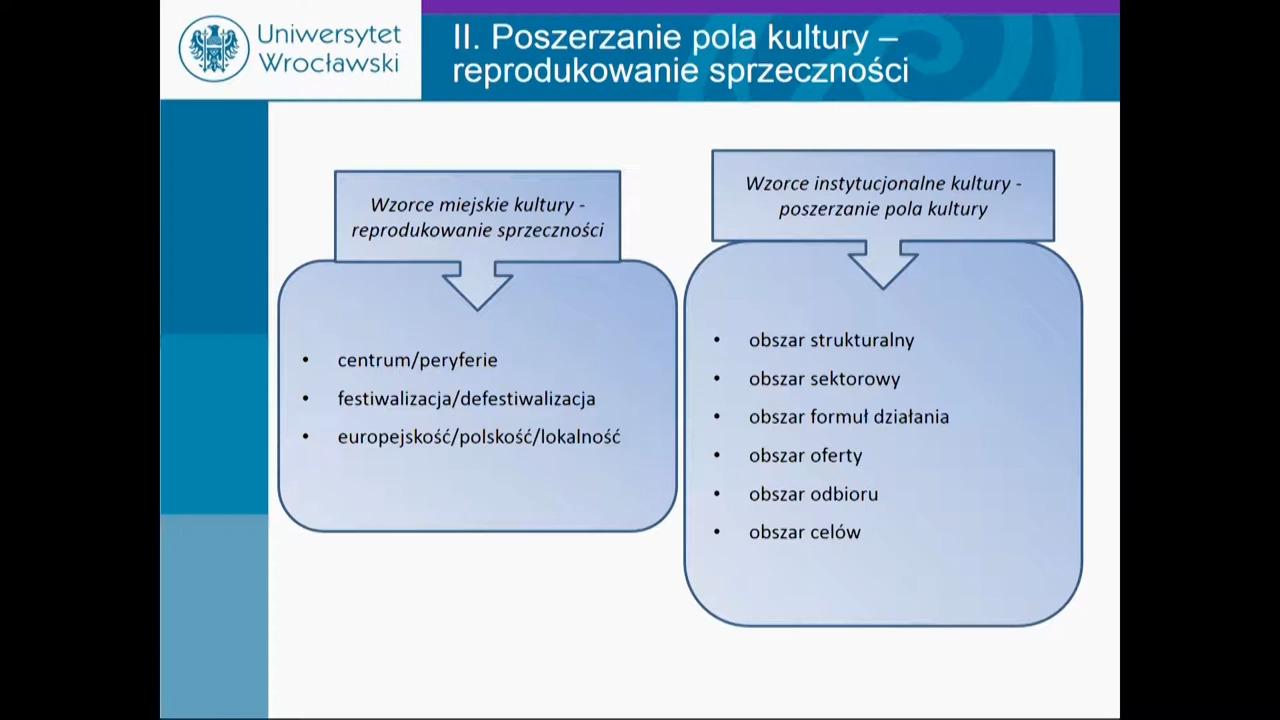 Uniwersytet
Wrocławski
II. Poszerzanie pola kultury –
reprodukowanie sprzeczności
Wzorce miejskie kultury -
reprodukowanie sprzeczności
• centrum/peryferie
• festiwalizacja/defestiwalizacja
• europejskość/polskość/lokalność
Wzorce instytucjonalne kultury -
poszerzanie pola kultury
• obszar strukturalny
• obszar sektorowy
• obszar formuł działania
• obszar oferty
• obszar odbioru
• obszar celów